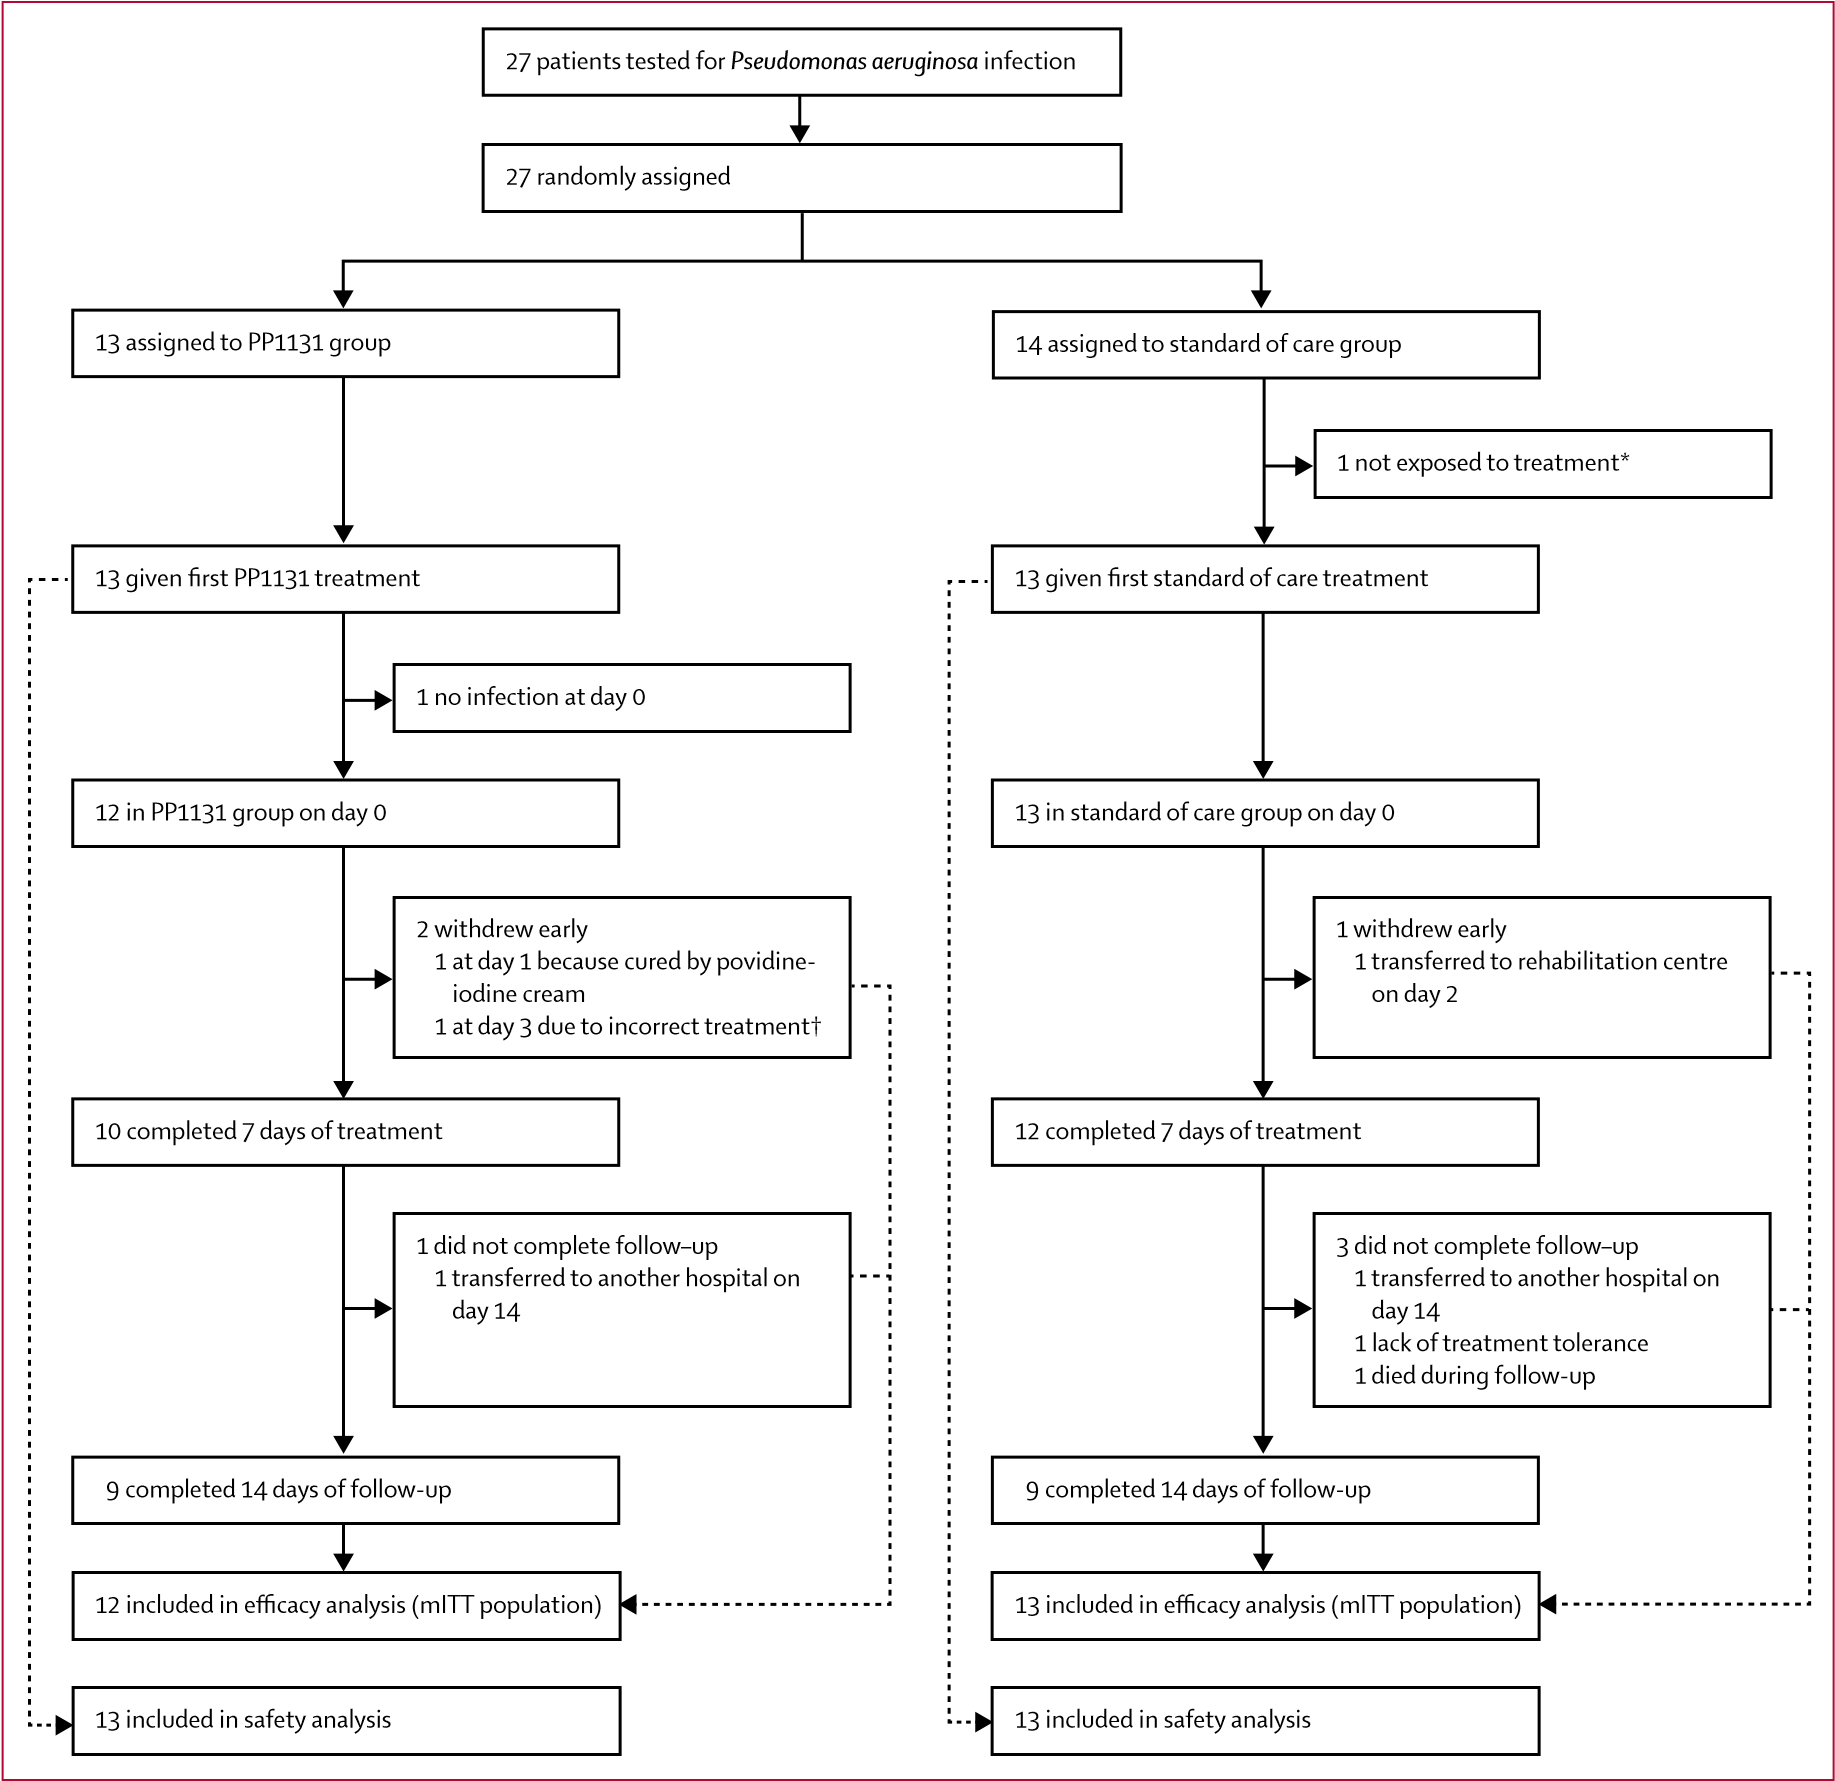 27 patients tested for Pseudomonas aeruginosa infection
27 randomly assigned
13 assigned to PP1131 group
14 assigned to standard of care group
1 not exposed to treatment*
13 given first PP1131 treatment
13 given first standard of care treatment
1 no infection at day 0
12 in PP1131 group on day 0
13 in standard of care group on day 0
2 withdrew early
1 at day 1 because cured by povidine-
iodine cream
1 at day 3 due to incorrect treatment†
1 withdrew early
1 transferred to rehabilitation centre
on day 2
10 completed 7 days of treatment
12 completed 7 days of treatment
1 did not complete follow–up
1 transferred to another hospital on
day 14
3 did not complete follow–up
1 transferred to another hospital on
day 14
1 lack of treatment tolerance
1 died during follow-up
9 completed 14 days of follow-up
9 completed 14 days of follow-up
12 included in efficacy analysis (mITT population)
13 included in efficacy analysis (mITT population)
13 included in safety analysis
13 included in safety analysis